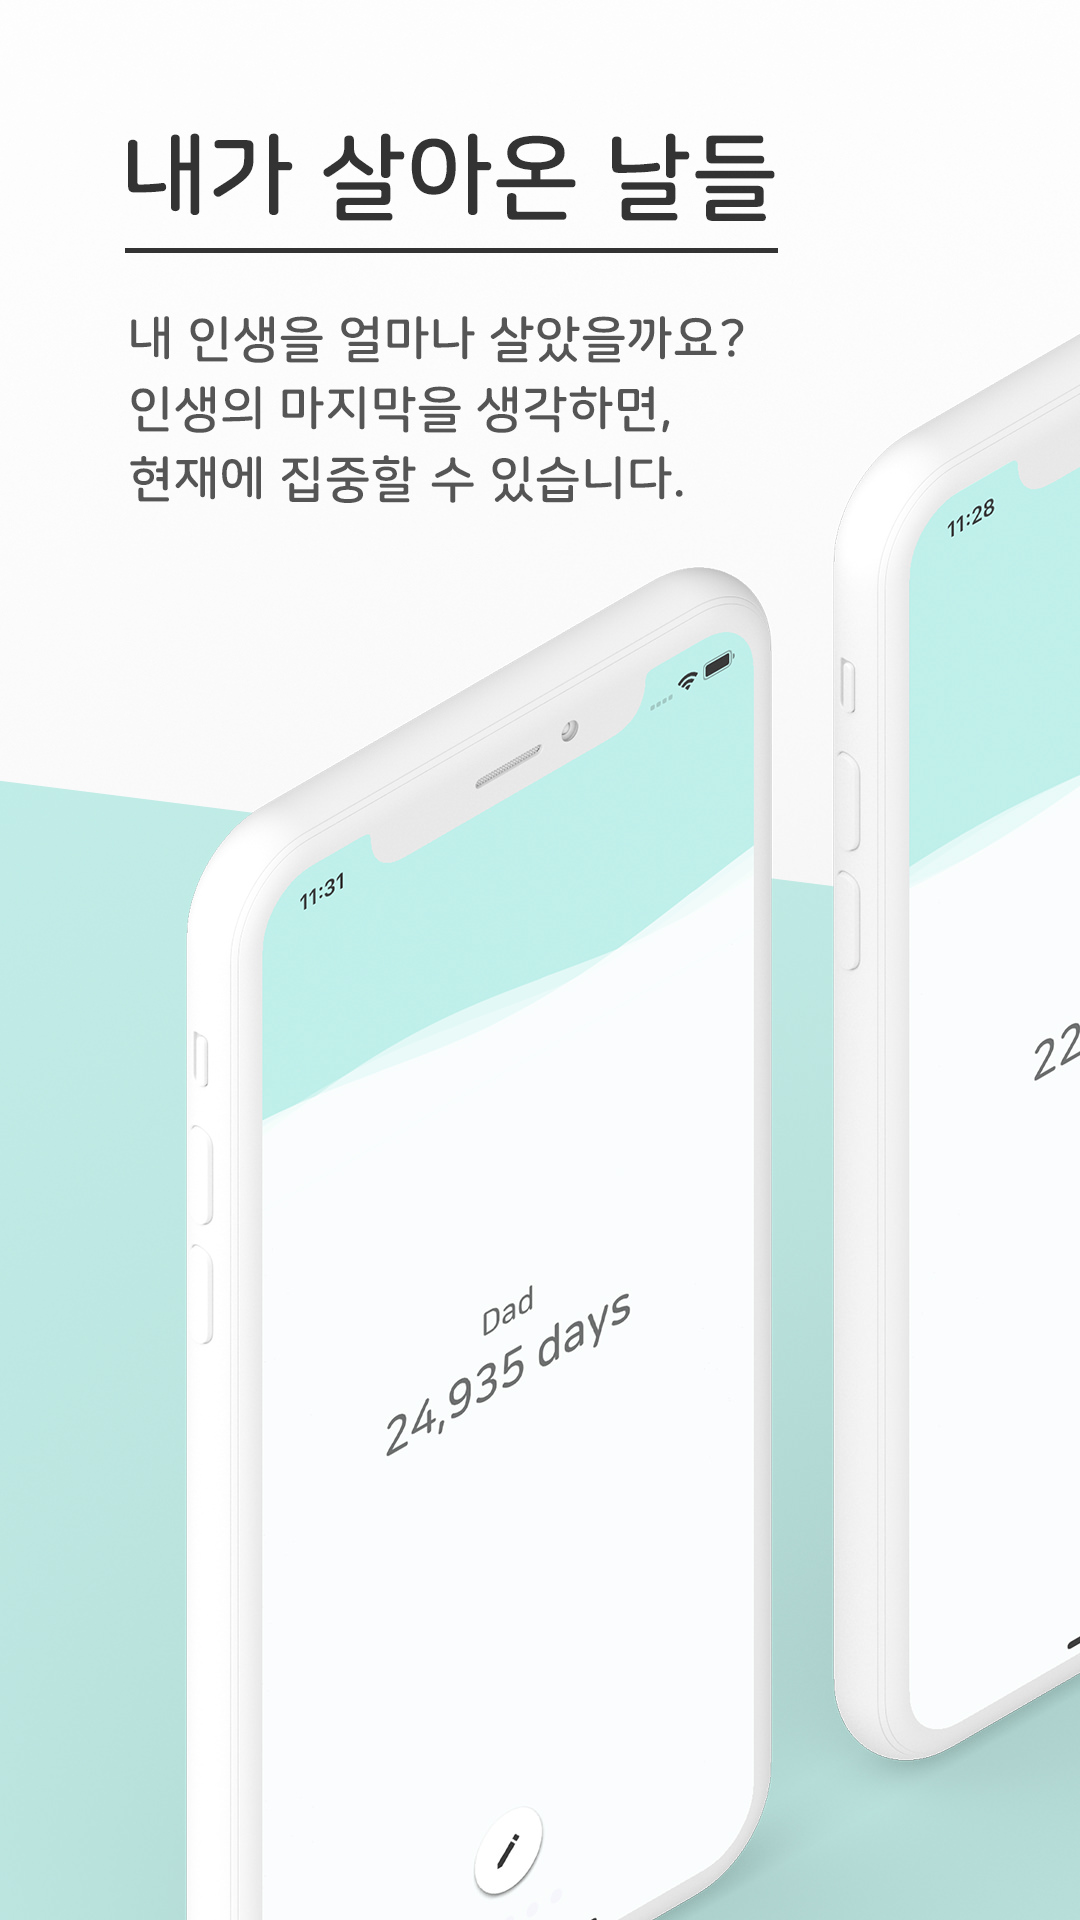 내가 살아온 날들
내 인생을 얼마나 살았을까요?
인생의 마지막을 생각하면,
현재에 집중할 수 있습니다.
11:28
11:31
22
Dad
24,935 days